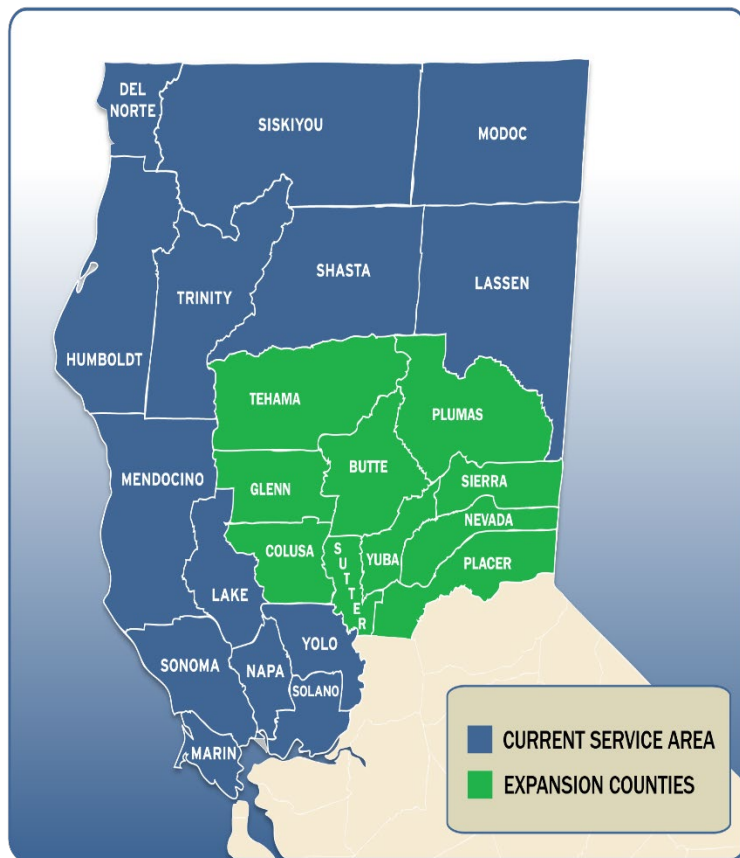 DEL
NORTE
SISKIYOU
MODOC
SHASTA
LASSEN
TRINITY
HUMBOLDT
TEHAMA
PLUMAS
BUTTE
MENDOCINO
GLENN
SIERRA
NEVADA
COLUSA
SUTTER
YUBA
PLACER
LAKE
YOLO
SONOMA
NAPA
SOLANO
MARIN
CURRENT SERVICE AREA
EXPANSION COUNTIES